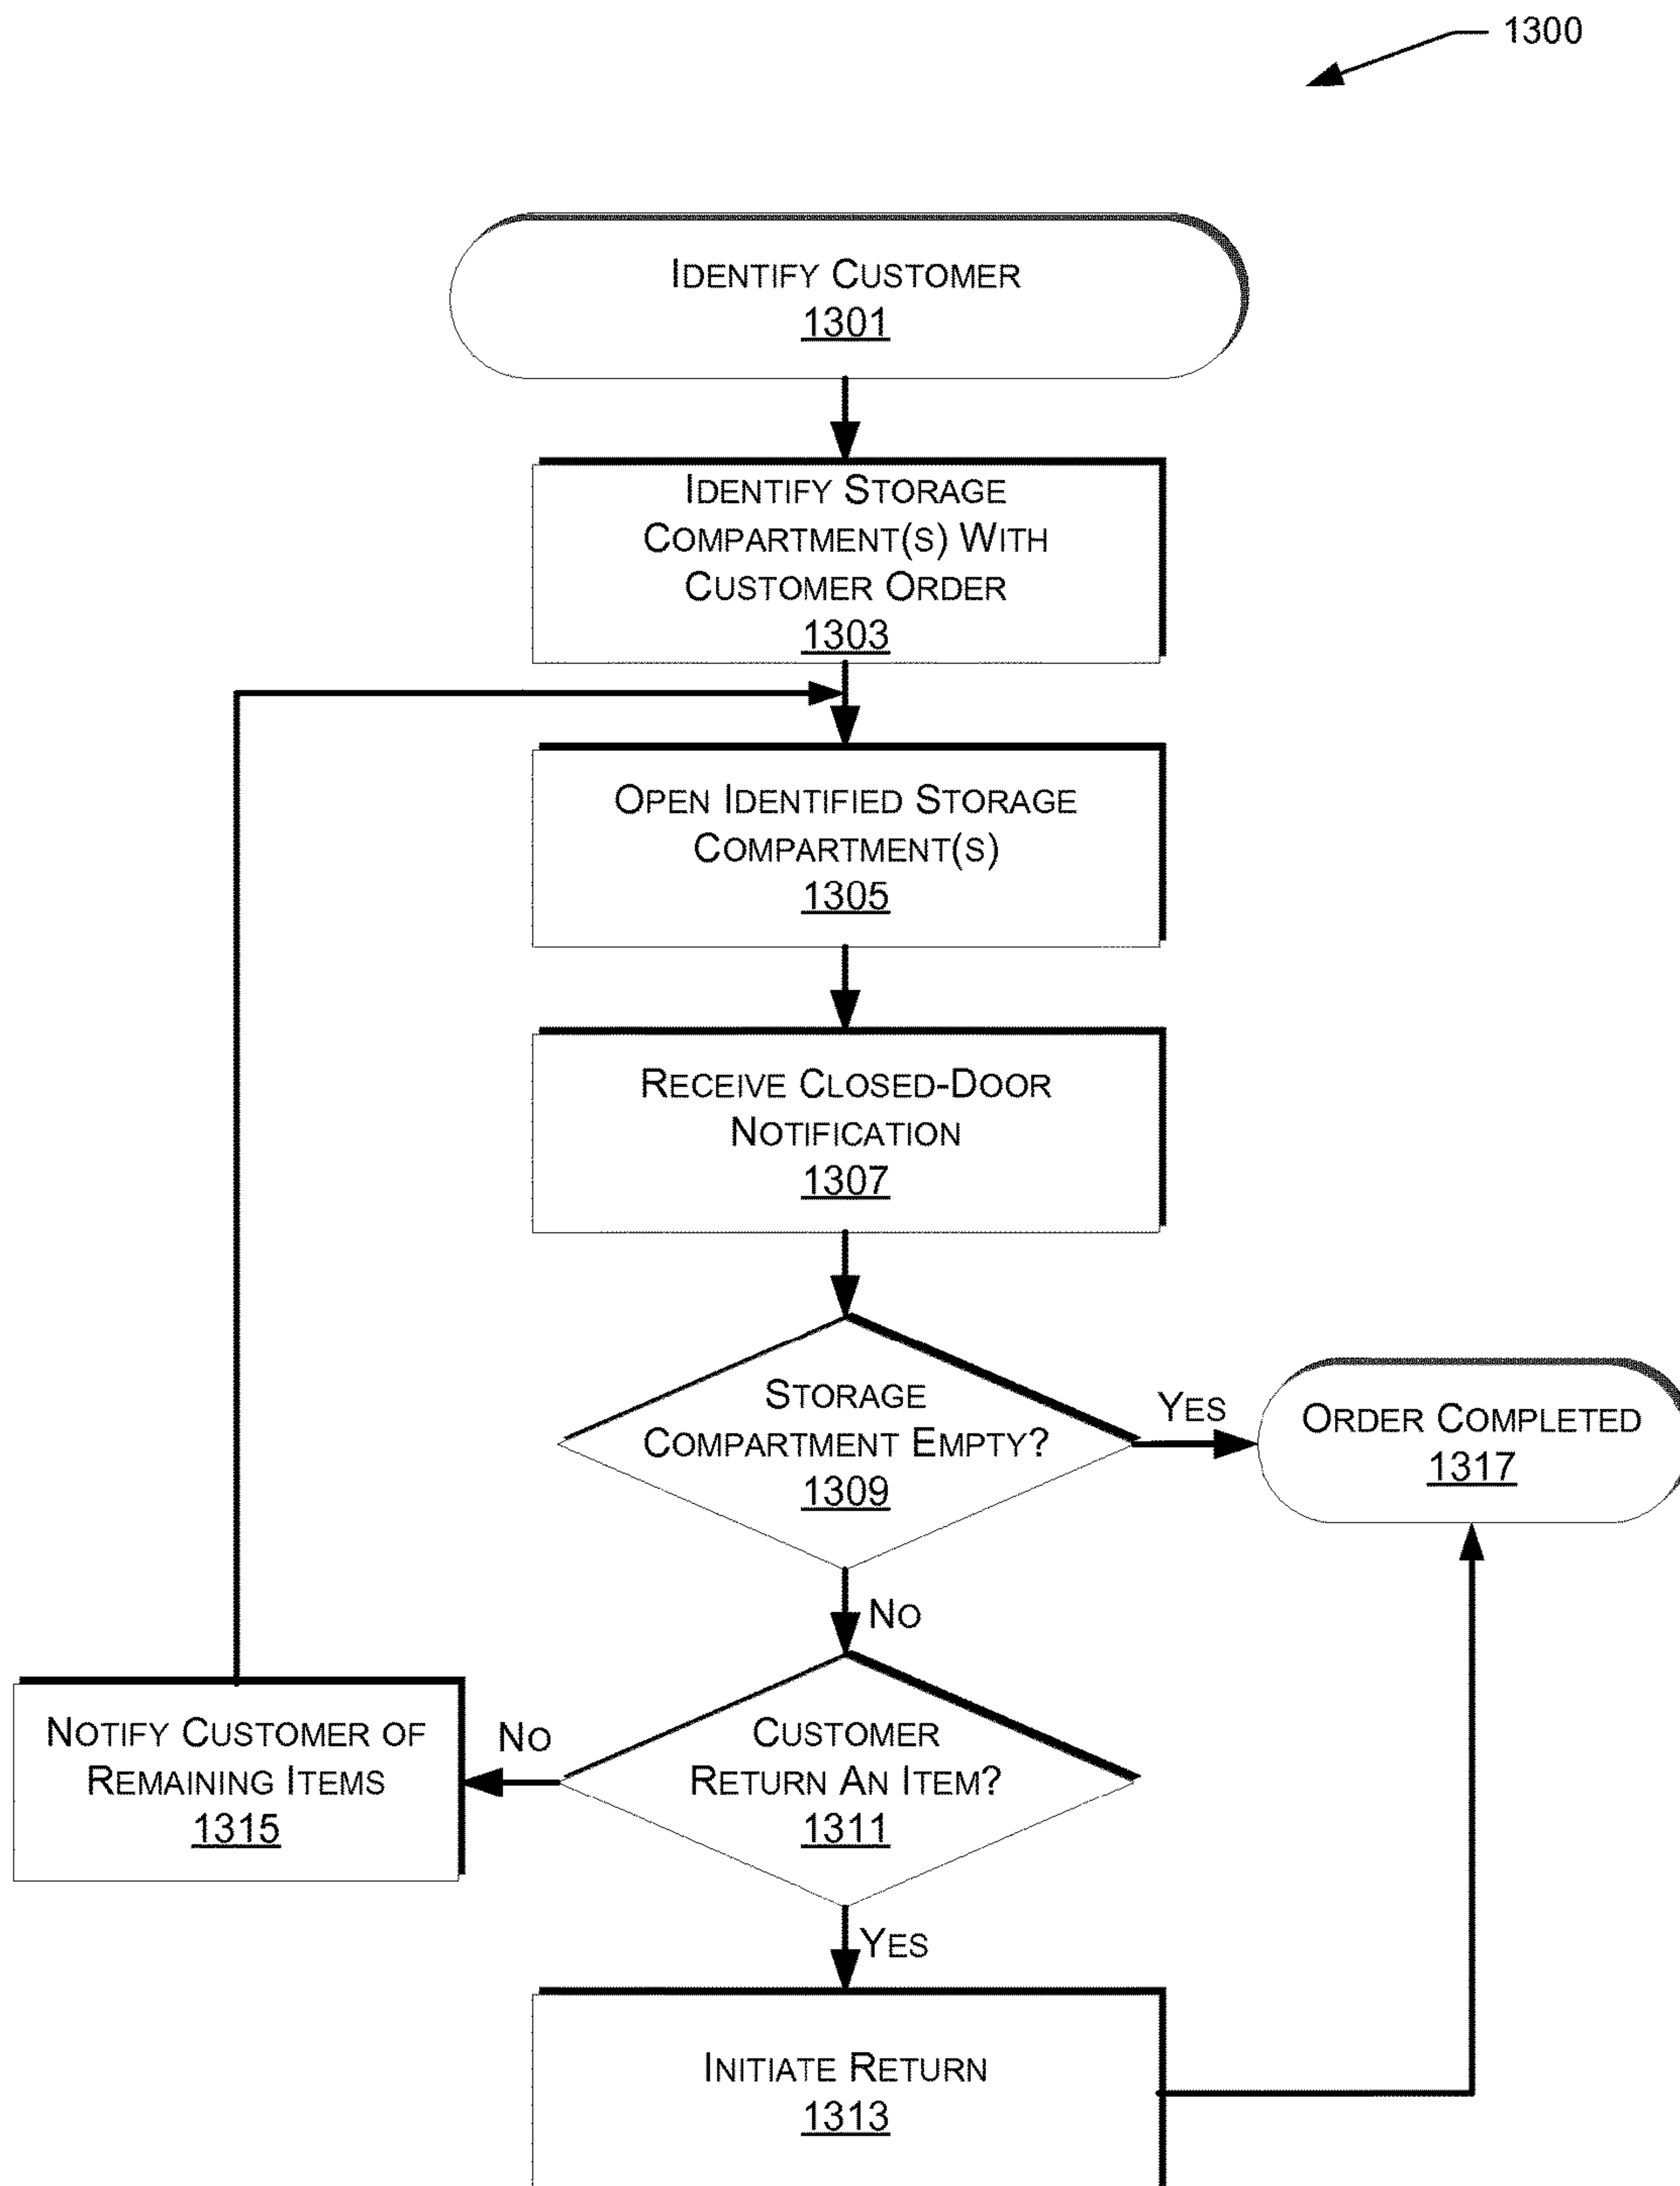 1300
IDENTIFY CUSTOMER
1301
IDENTIFY STORAGE
COMPARTMENT(S) WITH
CUSTOMER ORDER
1303
OPEN IDENTIFIED STORAGE
COMPARTMENT(S)
1305
RECEIVE CLOSED-DOOR
NOTIFICATION
1307
STORAGE
COMPARTMENT EMPTY?
1309
YES
ORDER COMPLETED
1317
NO
CUSTOMER
RETURN AN ITEM?
1311
NO
NOTIFY CUSTOMER OF
REMAINING ITEMS
1315
YES
INITIATE RETURN
1313